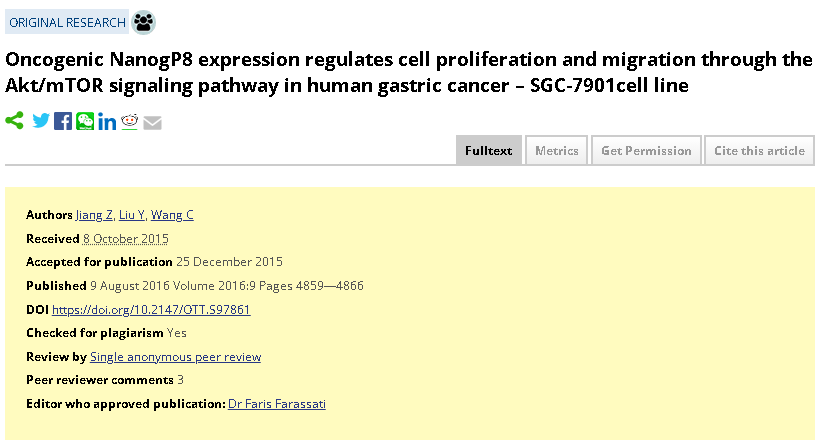 ORIGINAL RESEARCH
Oncogenic NanogP8 expression regulates cell proliferation and migration through the
Akt/mTOR signaling pathway in human gastric cancer – SGC-7901cell line
Fulltext Metrics Get Permission Cite this article
Authors Jiang Z, Liu Y, Wang C
Received 8 October 2015
Accepted for publication 25 December 2015
Published 9 August 2016 Volume 2016:9 Pages 4859—4866
DOI https://doi.org/10.2147/OTT.S97861
Checked for plagiarism Yes
Review by Single anonymous peer review
Peer reviewer comments 3
Editor who approved publication: Dr Faris Farassati